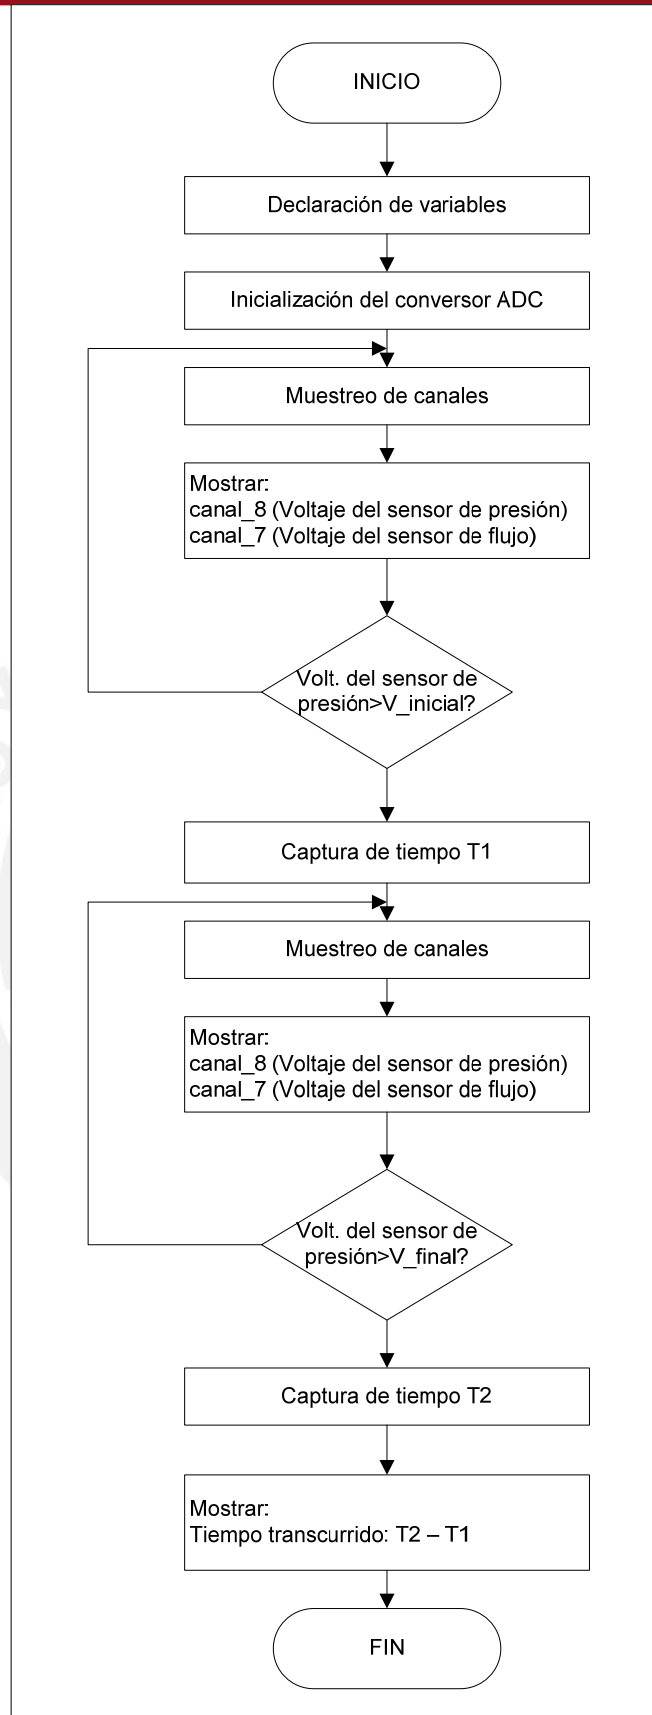 INICIO
Declaración de variables
Inicialización del conversor ADC
Muestreo de canales
Mostrar:
canal_8 (Voltaje del sensor de presión)
canal_7 (Voltaje del sensor de flujo)
Volt. del sensor de
presión>V_inicial?
Captura de tiempo T1
Muestreo de canales
Mostrar:
canal_8 (Voltaje del sensor de presión)
canal_7 (Voltaje del sensor de flujo)
Volt. del sensor de
presión>V_final?
Captura de tiempo T2
Mostrar:
Tiempo transcurrido: T2 – T1
FIN